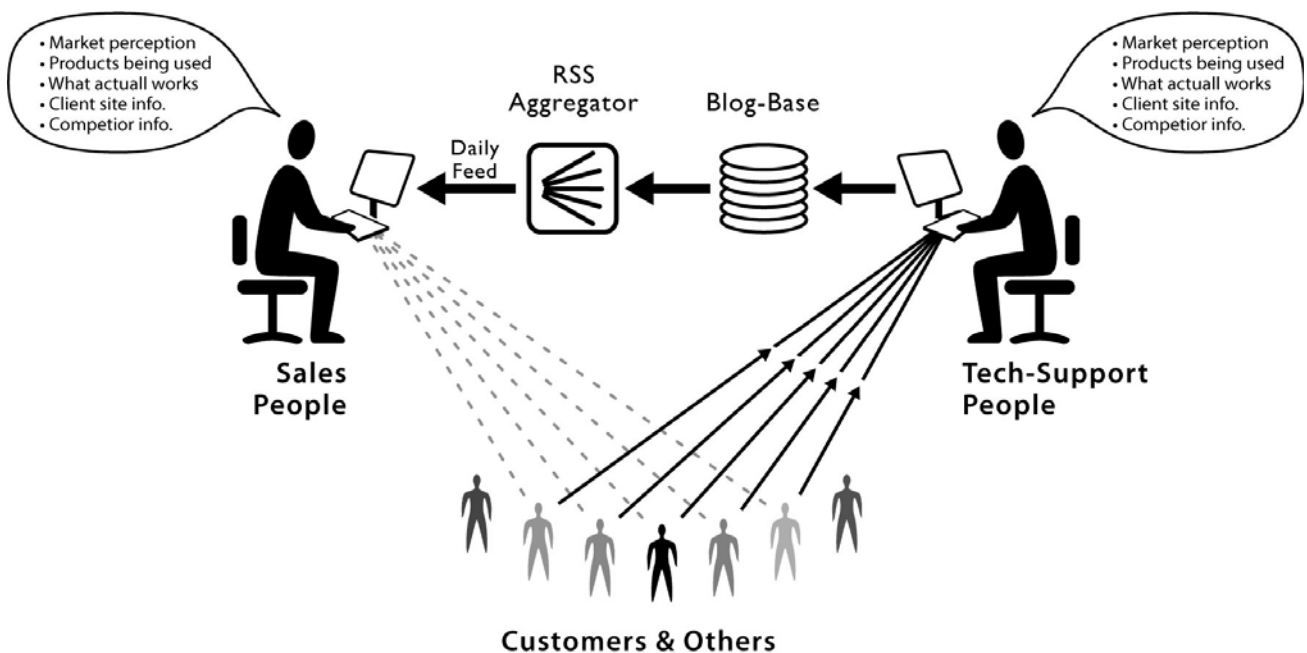 • Market perception
• Products being used
• What actuall works
• Client site info.
• Competior info.
RSS
Aggregator
Blog-Base
Daily
Feed
• Market perception
• Products being used
• What actuall works
• Client site info.
• Competior info.
Sales
People
Tech-Support
People
Customers & Others